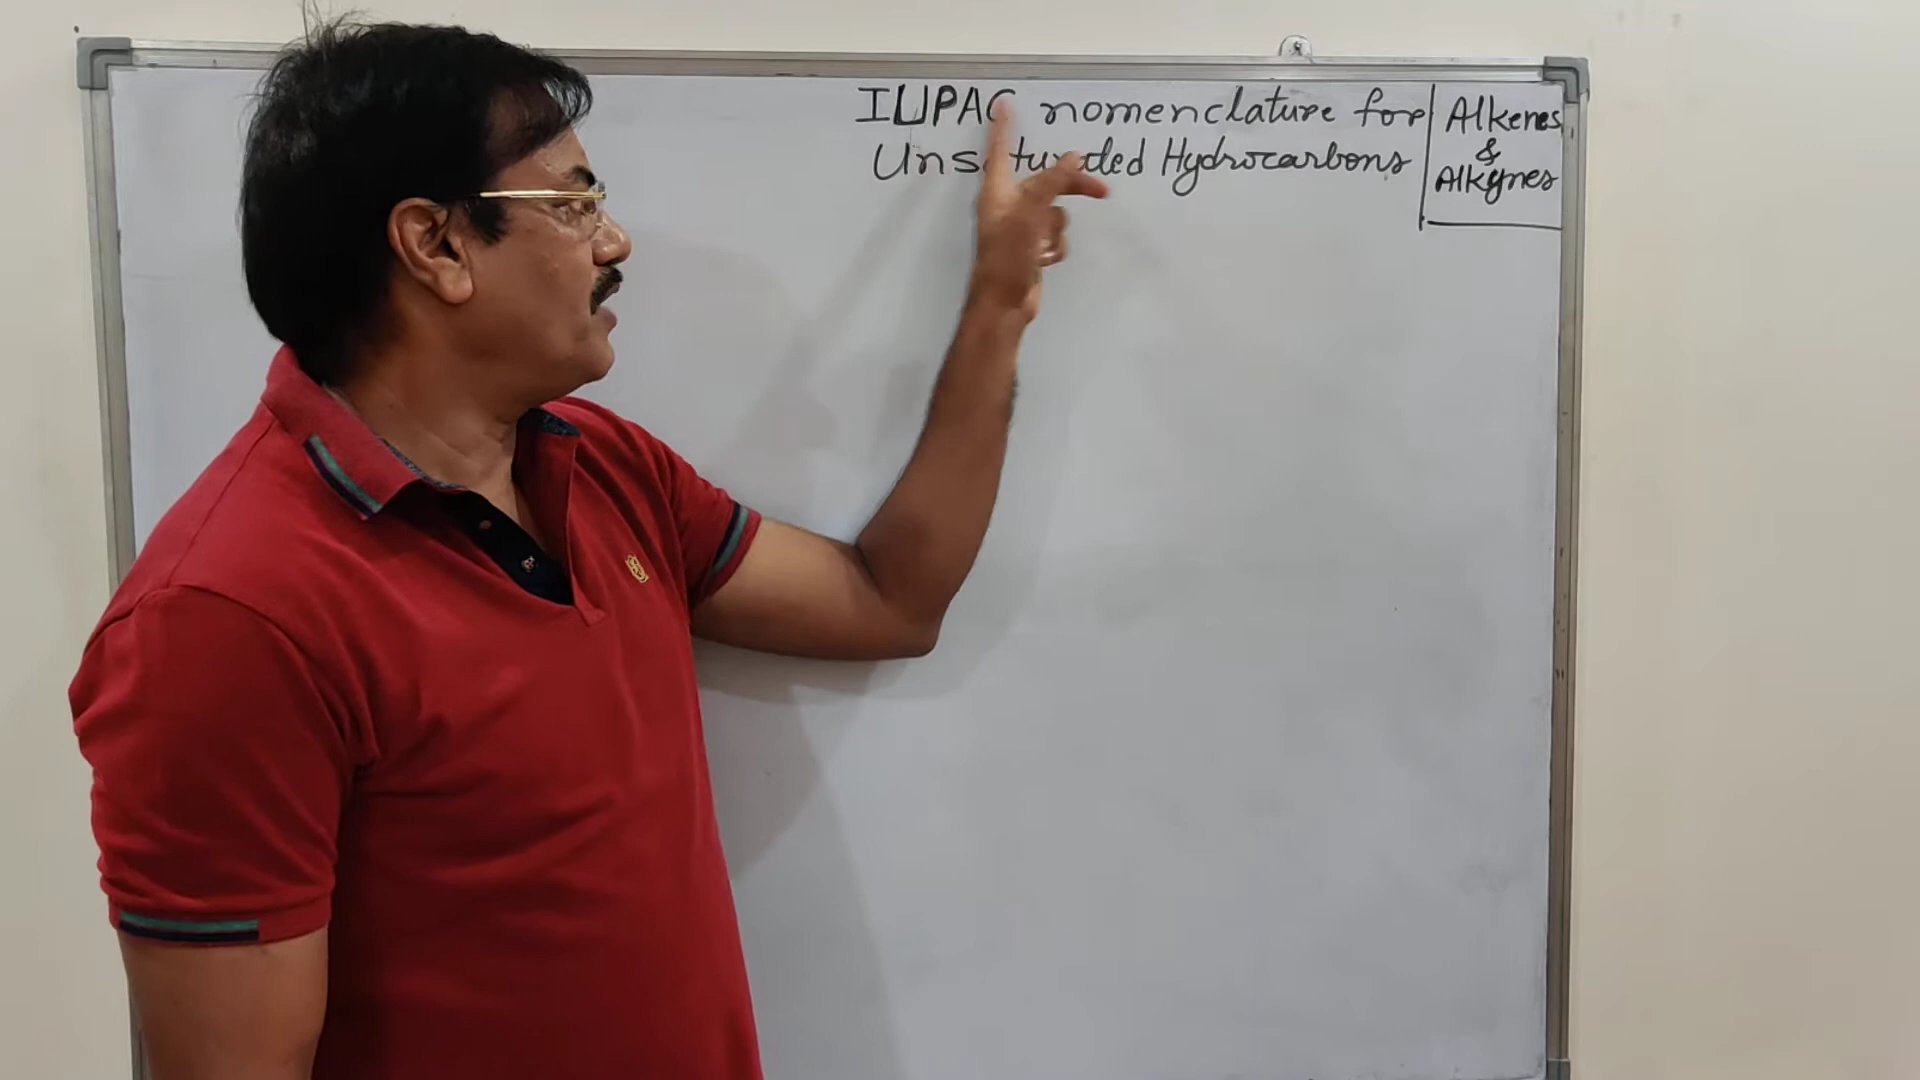 IUPAC nomenclature for
Unsaturated Hydrocarbons
Alkenes
&
Alkynes